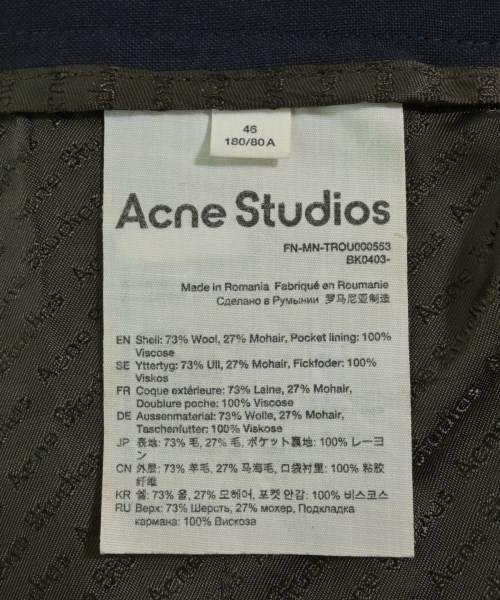 46
180/80 A
Acne Studios
FN-MN-TROU000553
BK0403-
Made in Romania Fabriqué en Roumanie
Сделано в Румынии 罗马尼亚制造
EN Shell: 73% Wool, 27% Mohair, Pocket lining: 100%
Viscose
SE Yttertyg: 73% Ull, 27% Mohair, Fickfoder: 100%
Viskos
FR Coque extérieure: 73% Laine, 27% Mohair,
Doublure poche: 100% Viscose
DE Aussenmaterial: 73% Wolle, 27% Mohair,
Taschenfutter: 100% Viskose
JP 表地: 73% 毛, 27% 毛, ポケット裏地: 100% レーヨ
ン
CN 外层: 73% 羊毛, 27% 马海毛, 口袋衬里: 100% 粘胶
纤维
KR 쉘: 73% 울, 27% 모헤어, 포켓 안감: 100% 비스코스
RU Верх: 73% Шерсть, 27% мохер, Подкладка
кармана: 100% Вискоза